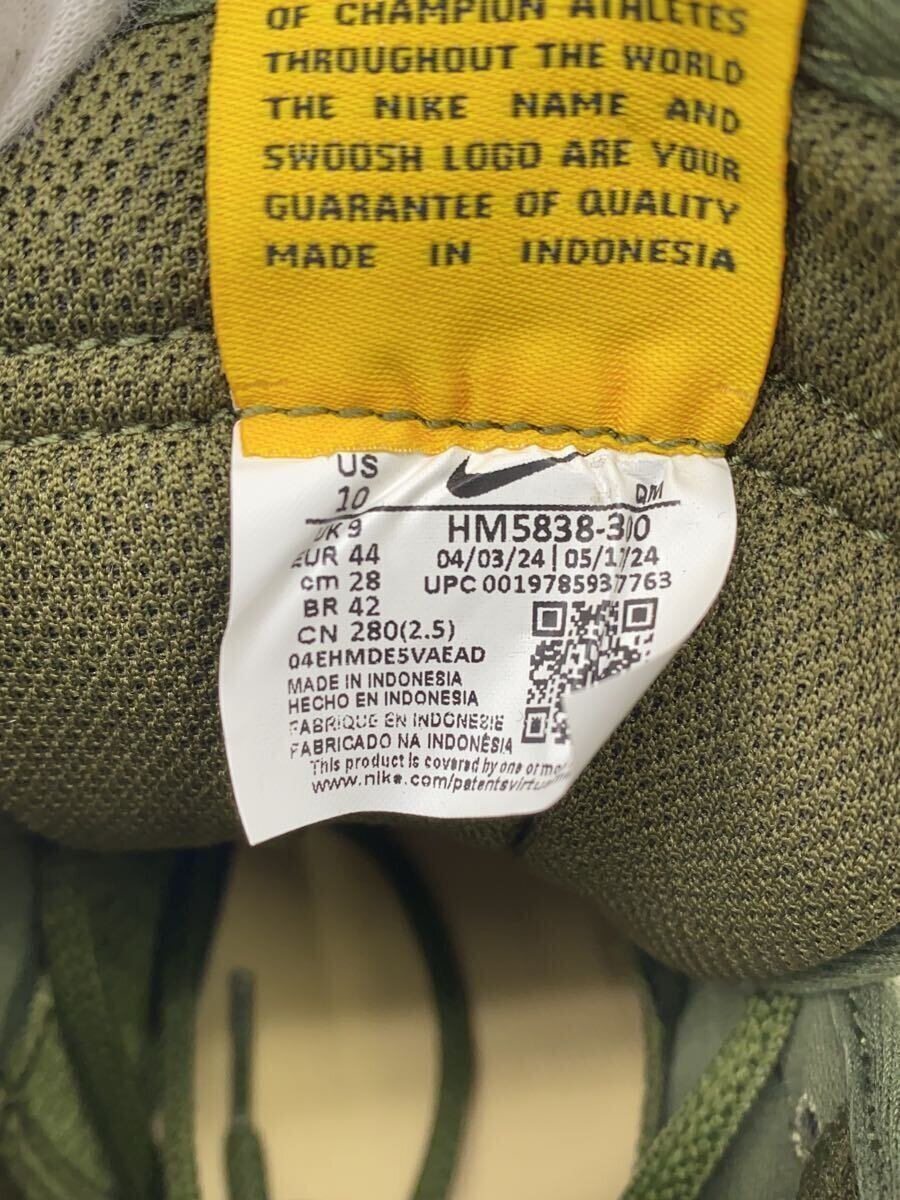 OF CHAMPION ATHLETES
THROUGHOUT THE WORLD
THE NIKE NAME AND
SWOOSH LOGO ARE YOUR
GUARANTEE OF QUALITY
MADE IN INDONESIA
US
10
QM
UK 9
HM5838-300
EUR 44
04/03/24 | 05/17/24
cm 28
UPC 0019785937763
BR 42
CN 280(2.5)
04EHMDE5VAEAD
MADE IN INDONESIA
HECHO EN INDONESIA
FABRIQUE EN INDONESIE
FABRICADO NA INDONÉSIA
This product is covered by one or
www.nike.com/patents